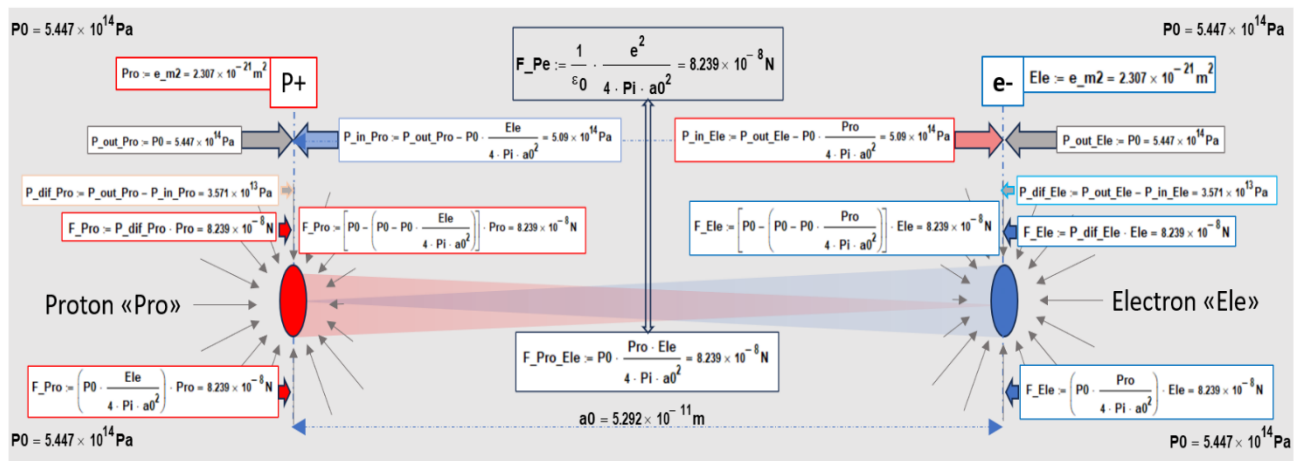 P0 = 5.447 × 10^14 Pa
P0 = 5.447 × 10^14 Pa
F_Pe := 1/ε0 · e^2/(4 · Pi · a0^2) = 8.239 × 10^-8 N
Pro := e_m2 = 2.307 × 10^-21 m^2
P+
e-
Ele := e_m2 = 2.307 × 10^-21 m^2
P_out_Pro := P0 = 5.447 × 10^14 Pa
P_in_Pro := P_out_Pro − P0 · Ele/(4 · Pi · a0^2) = 5.09 × 10^14 Pa
P_in_Ele := P_out_Ele − P0 · Pro/(4 · Pi · a0^2) = 5.09 × 10^14 Pa
P_out_Ele := P0 = 5.447 × 10^14 Pa
P_dif_Pro := P_out_Pro − P_in_Pro = 3.571 × 10^13 Pa
P_dif_Ele := P_out_Ele − P_in_Ele = 3.571 × 10^13 Pa
F_Pro := P_dif_Pro · Pro = 8.239 × 10^-8 N
F_Pro := [P0 − (P0 − P0 · Ele/(4 · Pi · a0^2))] · Pro = 8.239 × 10^-8 N
F_Ele := [P0 − (P0 − P0 · Pro/(4 · Pi · a0^2))] · Ele = 8.239 × 10^-8 N
F_Ele := P_dif_Ele · Ele = 8.239 × 10^-8 N
Proton «Pro»
Electron «Ele»
F_Pro := (P0 · Ele/(4 · Pi · a0^2)) · Pro = 8.239 × 10^-8 N
F_Pro_Ele := P0 · Pro · Ele/(4 · Pi · a0^2) = 8.239 × 10^-8 N
F_Ele := (P0 · Pro/(4 · Pi · a0^2)) · Ele = 8.239 × 10^-8 N
a0 = 5.292 × 10^-11 m
P0 = 5.447 × 10^14 Pa
P0 = 5.447 × 10^14 Pa